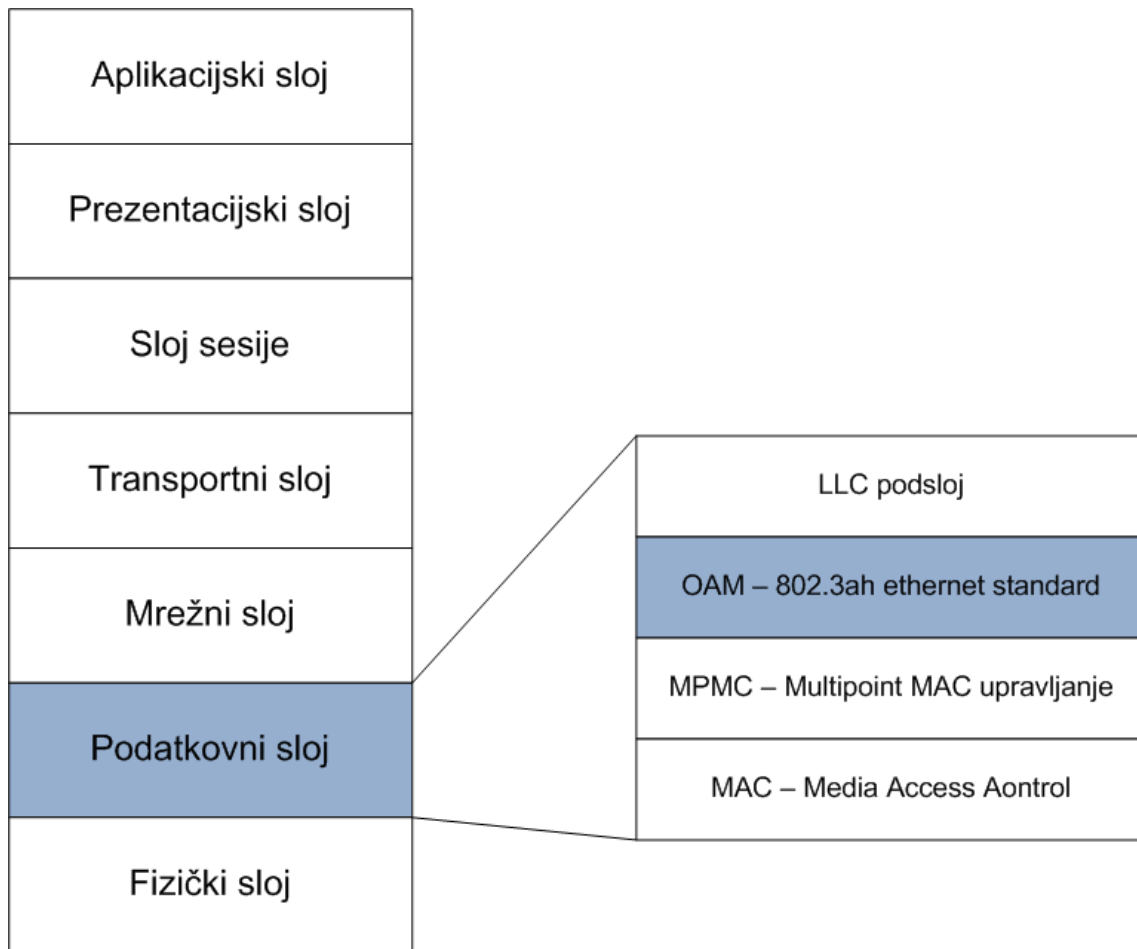 Aplikacijski sloj
Prezentacijski sloj
Sloj sesije
Transportni sloj
Mrežni sloj
Podatkovni sloj
Fizički sloj
LLC podsloj
OAM – 802.3ah ethernet standard
MPMC – Multipoint MAC upravljanje
MAC – Media Access Aontrol